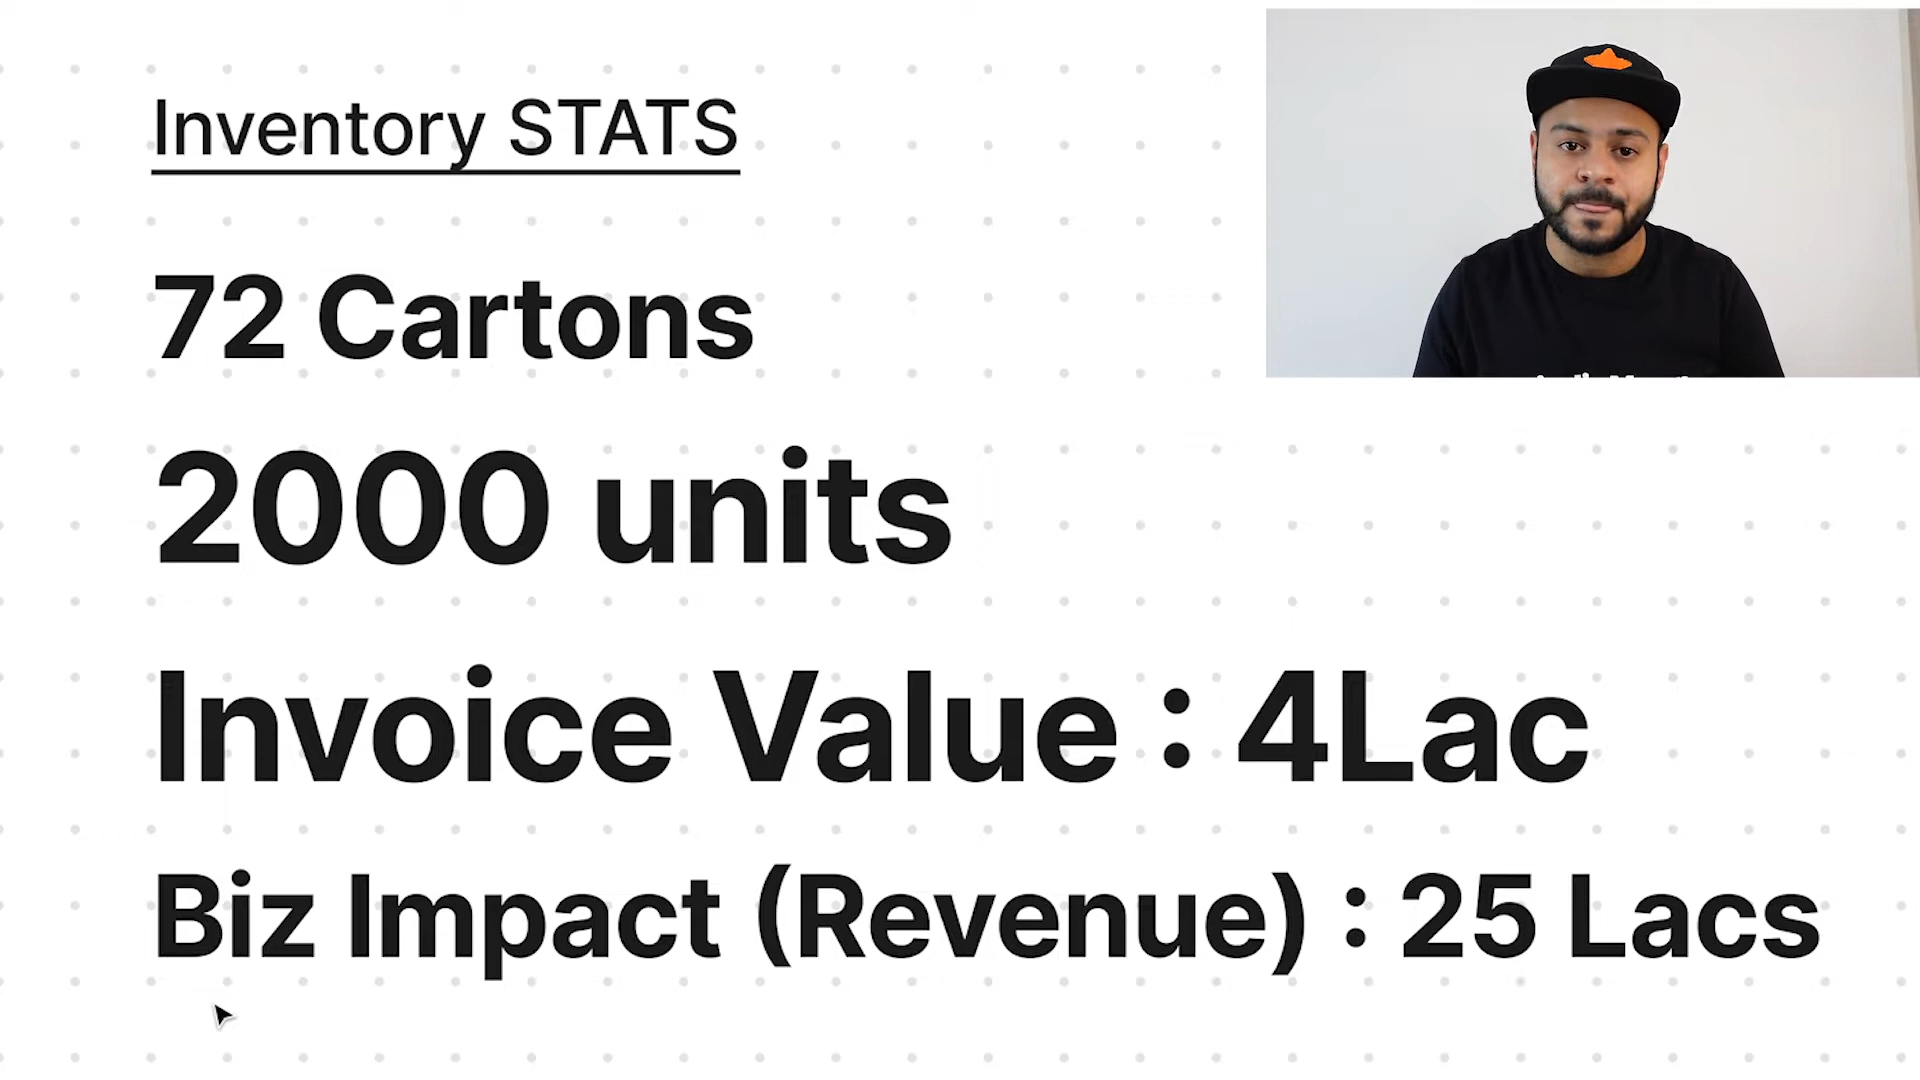 Inventory STATS
72 Cartons
2000 units
Invoice Value : 4Lac
Biz Impact (Revenue) : 25 Lacs